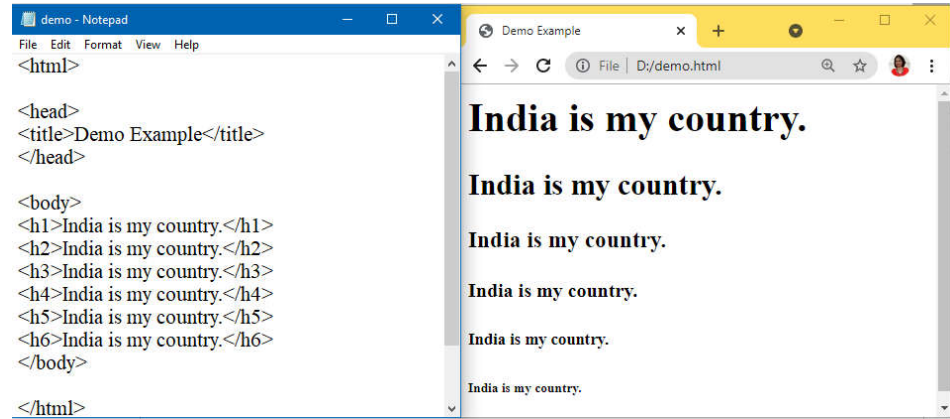 demo - Notepad
File Edit Format View Help
<html>
<head>
<title>Demo Example</title>
</head>
<body>
<h1>India is my country.</h1>
<h2>India is my country.</h2>
<h3>India is my country.</h3>
<h4>India is my country.</h4>
<h5>India is my country.</h5>
<h6>India is my country.</h6>
</body>
</html>
Demo Example
File | D:/demo.html
India is my country.
India is my country.
India is my country.
India is my country.
India is my country.
India is my country.